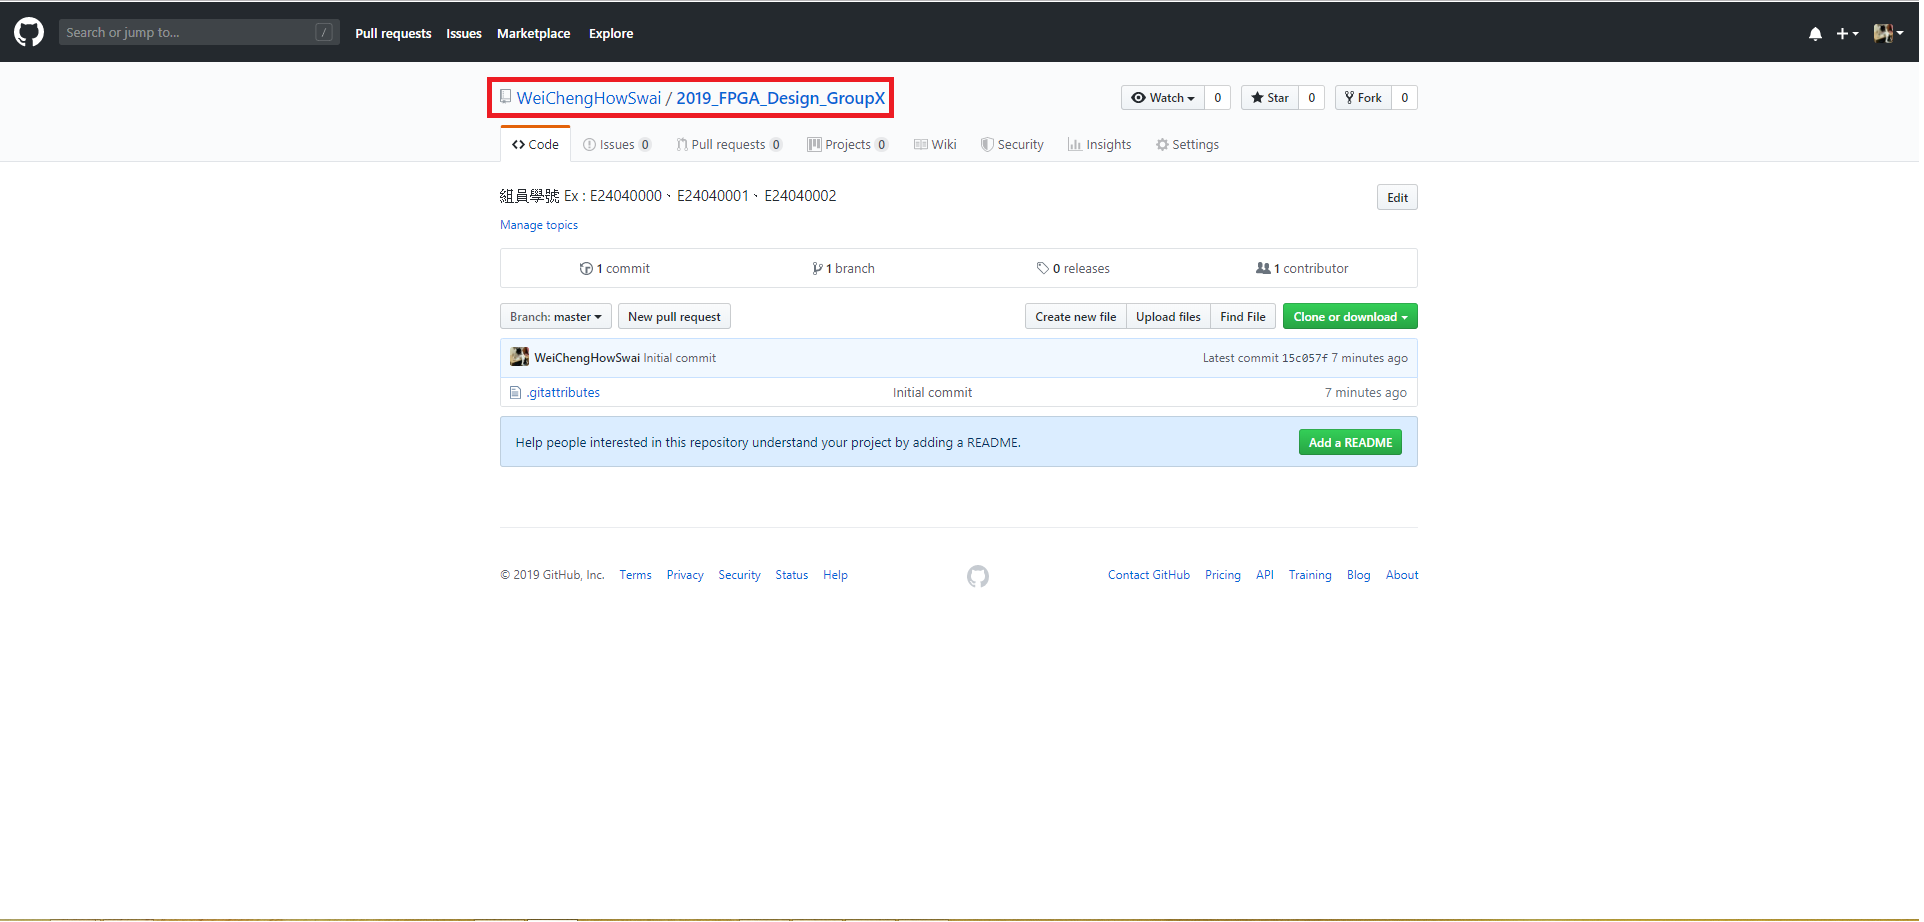 Search or jump to... / Pull requests Issues Marketplace Explore
WeiChengHowSwai / 2019_FPGA_Design_GroupX Watch 0 Star 0 Fork 0
Code Issues 0 Pull requests 0 Projects 0 Wiki Security Insights Settings
組員學號 Ex : E24040000、E24040001、E24040002 Edit
Manage topics
1 commit 1 branch 0 releases 1 contributor
Branch: master New pull request Create new file Upload files Find File Clone or download
WeiChengHowSwai Initial commit Latest commit 15c057f 7 minutes ago
.gitattributes Initial commit 7 minutes ago
Help people interested in this repository understand your project by adding a README. Add a README
© 2019 GitHub, Inc. Terms Privacy Security Status Help Contact GitHub Pricing API Training Blog About